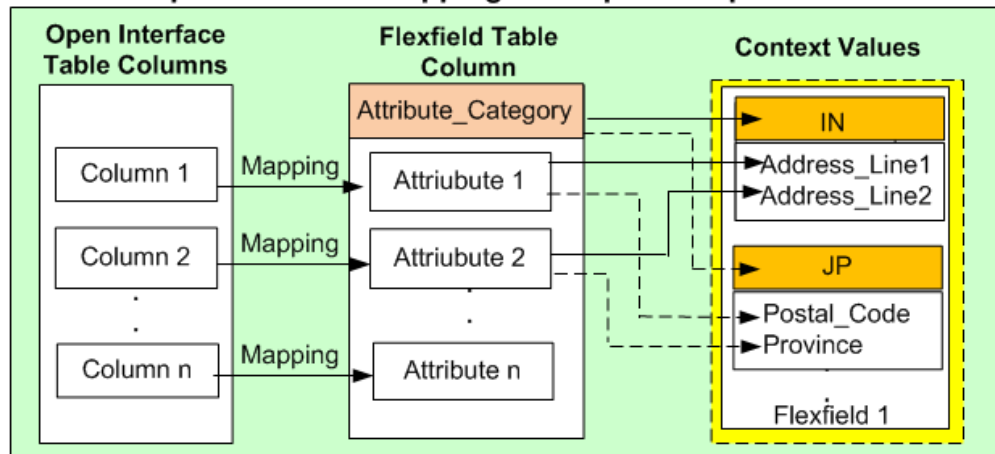 Open Interface
Table Columns
Column 1
Column 2
.
.
Column n
Mapping
Mapping
Mapping
Flexfield Table
Column
Attribute_Category
Attriubute 1
Attriubute 2
.
.
Attribute n
Context Values
IN
Address_Line1
Address_Line2
JP
Postal_Code
Province
.
.
Flexfield 1